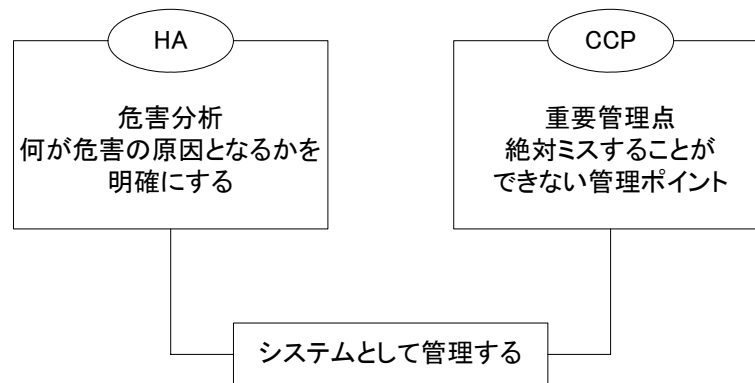 HA
危害分析
何が危害の原因となるかを
明確にする
CCP
重要管理点
絶対ミスすることが
できない管理ポイント
システムとして管理する